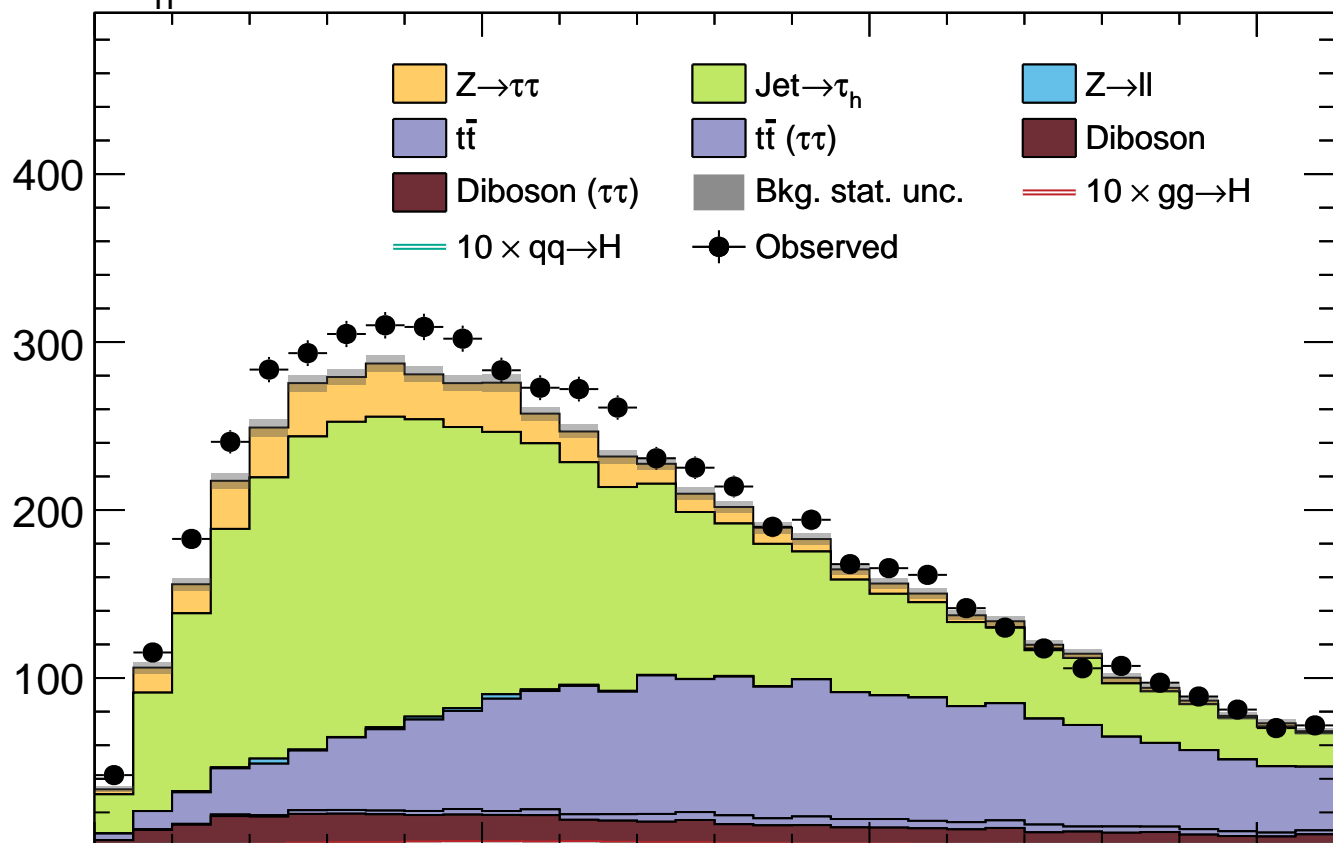 H
Z→ττ Jet→τh Z→ll
tt̄ tt̄ (ττ) Diboson
400 Diboson (ττ) Bkg. stat. unc. 10 × gg→H
10 × qq→H Observed
300
200
100